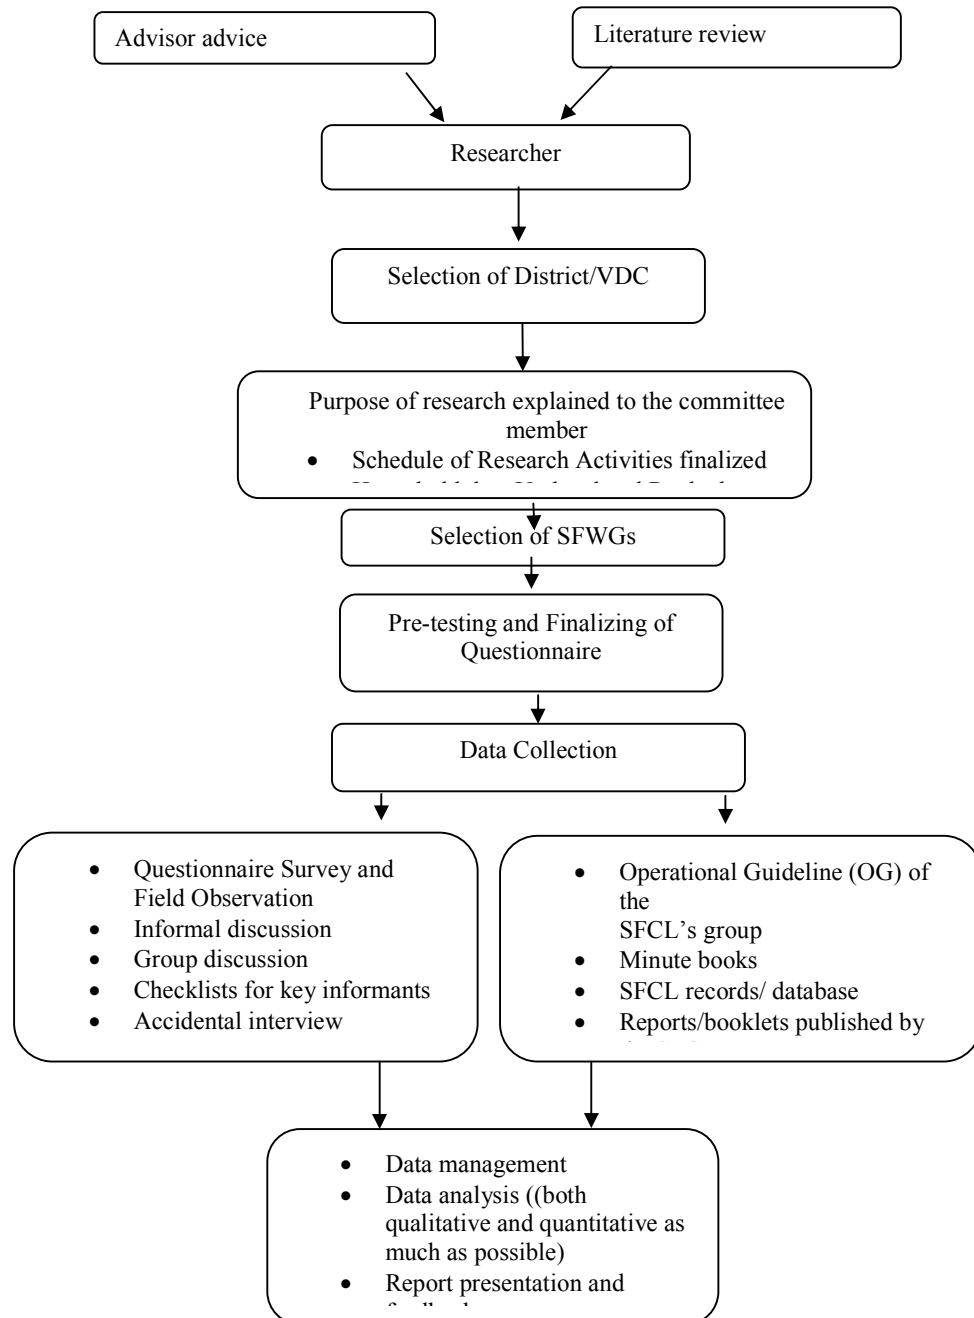 Advisor advice
Literature review
Researcher
Selection of District/VDC
Purpose of research explained to the committee
member
• Schedule of Research Activities finalized
Selection of SFWGs
Pre-testing and Finalizing of
Questionnaire
Data Collection
• Questionnaire Survey and
Field Observation
• Informal discussion
• Group discussion
• Checklists for key informants
• Accidental interview
• Operational Guideline (OG) of
the
SFCL’s group
• Minute books
• SFCL records/ database
• Reports/booklets published by
• Data management
• Data analysis ((both
qualitative and quantitative as
much as possible)
• Report presentation and